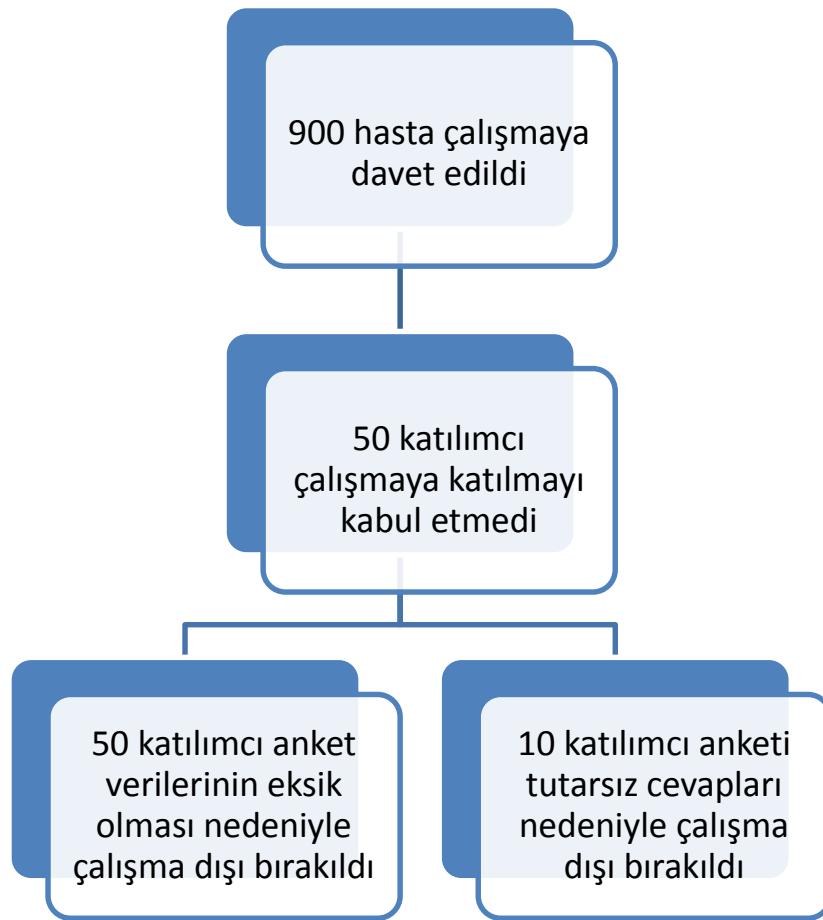 900 hasta çalışmaya
davet edildi
50 katılımcı
çalışmaya katılmayı
kabul etmedi
50 katılımcı anket
verilerinin eksik
olması nedeniyle
çalışma dışı bırakıldı
10 katılımcı anketi
tutarsız cevapları
nedeniyle çalışma
dışı bırakıldı